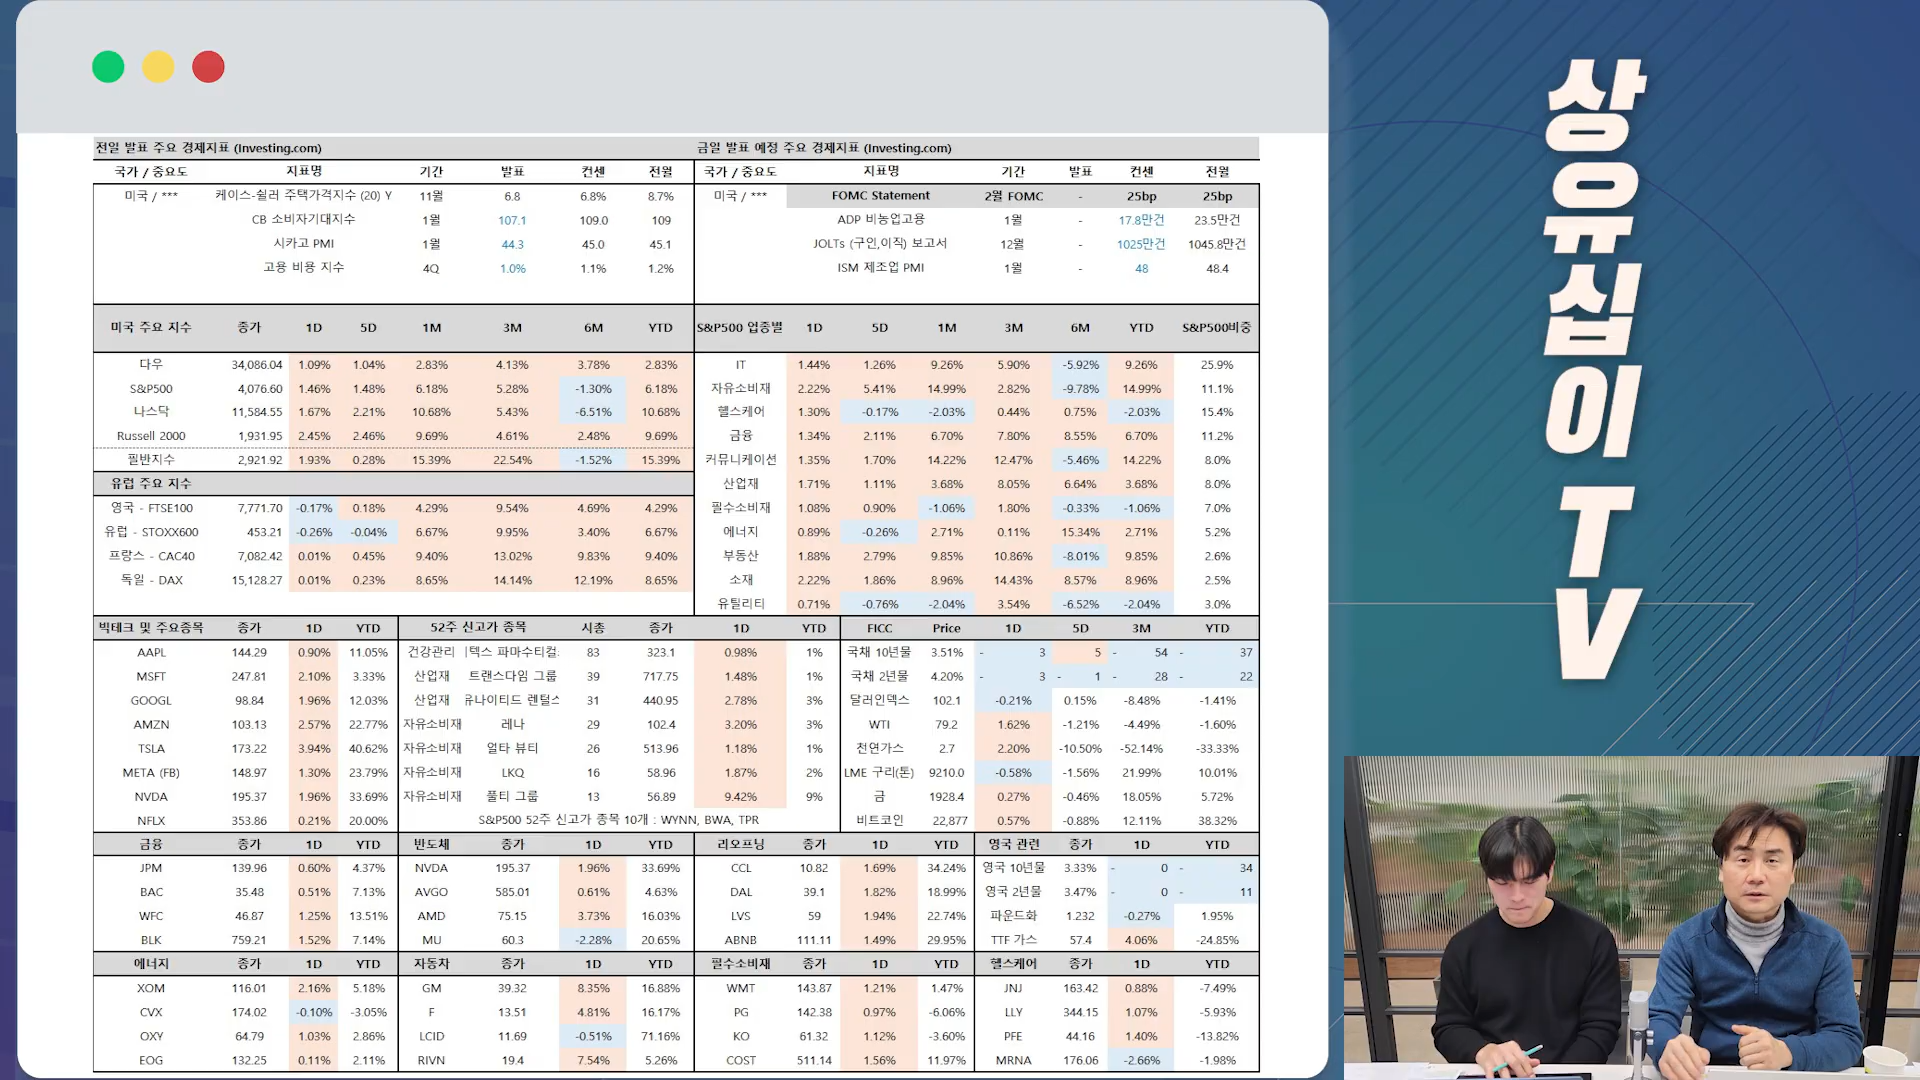 전일 발표 주요 경제지표 (Investing.com)
국가 / 중요도 지표명 기간 발표 컨센 전월
미국 / *** 케이스-쉴러 주택가격지수 (20) Y 11월 6.8 6.8% 8.7%
CB 소비자기대지수 1월 107.1 109.0 109
시카고 PMI 1월 44.3 45.0 45.1
고용 비용 지수 4Q 1.0% 1.1% 1.2%
금일 발표 예정 주요 경제지표 (Investing.com)
국가 / 중요도 지표명 기간 발표 컨센 전월
미국 / *** FOMC Statement 2월 FOMC - 25bp 25bp
ADP 비농업고용 1월 - 17.8만건 23.5만건
JOLTs (구인,이직) 보고서 12월 - 1025만건 1045.8만건
ISM 제조업 PMI 1월 - 48 48.4
미국 주요 지수 종가 1D 5D 1M 3M 6M YTD
다우 34,086.04 1.09% 1.04% 2.83% 4.13% 3.78% 2.83%
S&P500 4,076.60 1.46% 1.48% 6.18% 5.28% -1.30% 6.18%
나스닥 11,584.55 1.67% 2.21% 10.68% 5.43% -6.51% 10.68%
Russell 2000 1,931.95 2.45% 2.46% 9.69% 4.61% 2.48% 9.69%
필반지수 2,921.92 1.93% 0.28% 15.39% 22.54% -1.52% 15.39%
유럽 주요 지수
영국 - FTSE100 7,771.70 -0.17% 0.18% 4.29% 9.54% 4.69% 4.29%
유럽 - STOXX600 453.21 -0.26% -0.04% 6.67% 9.95% 3.40% 6.67%
프랑스 - CAC40 7,082.42 0.01% 0.45% 9.40% 13.02% 9.83% 9.40%
독일 - DAX 15,128.27 0.01% 0.23% 8.65% 14.14% 12.19% 8.65%
S&P500 업종별 1D 5D 1M 3M 6M YTD S&P500비중
IT 1.44% 1.26% 9.26% 5.90% -5.92% 9.26% 25.9%
자유소비재 2.22% 5.41% 14.99% 2.82% -9.78% 14.99% 11.1%
헬스케어 1.30% -0.17% -2.03% 0.44% 0.75% -2.03% 15.4%
금융 1.34% 2.11% 6.70% 7.80% 8.55% 6.70% 11.2%
커뮤니케이션 1.35% 1.70% 14.22% 12.47% -5.46% 14.22% 8.0%
산업재 1.71% 1.11% 3.68% 8.05% 6.64% 3.68% 8.0%
필수소비재 1.08% 0.90% -1.06% 1.80% -0.33% -1.06% 7.0%
에너지 0.89% -0.26% 2.71% 0.11% 15.34% 2.71% 5.2%
부동산 1.88% 2.79% 9.85% 10.86% -8.01% 9.85% 2.6%
소재 2.22% 1.86% 8.96% 14.43% 8.57% 8.96% 2.5%
유틸리티 0.71% -0.76% -2.04% 3.54% -6.52% -2.04% 3.0%
빅테크 및 주요종목 종가 1D YTD
AAPL 144.29 0.90% 11.05%
MSFT 247.81 2.10% 3.33%
GOOGL 98.84 1.96% 12.03%
AMZN 103.13 2.57% 22.77%
TSLA 173.22 3.94% 40.62%
META (FB) 148.97 1.30% 23.79%
NVDA 195.37 1.96% 33.69%
NFLX 353.86 0.21% 20.00%
52주 신고가 종목 시총 종가 1D YTD
건강관리 텍스 파마수티컬 83 323.1 0.98% 1%
산업재 트랜스다임 그룹 39 717.75 1.48% 1%
산업재 유나이티드 렌털스 31 440.95 2.78% 3%
자유소비재 레나 29 102.4 3.20% 3%
자유소비재 얼타 뷰티 26 513.96 1.18% 1%
자유소비재 LKQ 16 58.96 1.87% 2%
자유소비재 풀티 그룹 13 56.89 9.42% 9%
S&P500 52주 신고가 종목 10개 : WYNN, BWA, TPR
FICC Price 1D 5D 3M YTD
국채 10년물 3.51% - 3 5 - 54 - 37
국채 2년물 4.20% - 3 - 1 - 28 - 22
달러인덱스 102.1 -0.21% 0.15% -8.48% -1.41%
WTI 79.2 1.62% -1.21% -4.49% -1.60%
천연가스 2.7 2.20% -10.50% -52.14% -33.33%
LME 구리(톤) 9210.0 -0.58% -1.56% 21.99% 10.01%
금 1928.4 0.27% -0.46% 18.05% 5.72%
비트코인 22,877 0.57% -0.88% 12.11% 38.32%
금융 종가 1D YTD
JPM 139.96 0.60% 4.37%
BAC 35.48 0.51% 7.13%
WFC 46.87 1.25% 13.51%
BLK 759.21 1.52% 7.14%
반도체 종가 1D YTD
NVDA 195.37 1.96% 33.69%
AVGO 585.01 0.61% 4.63%
AMD 75.15 3.73% 16.03%
MU 60.3 -2.28% 20.65%
리오프닝 종가 1D YTD
CCL 10.82 1.69% 34.24%
DAL 39.1 1.82% 18.99%
LVS 59 1.94% 22.74%
ABNB 111.11 1.49% 29.95%
영국 관련 종가 1D YTD
영국 10년물 3.33% - 0 - 34
영국 2년물 3.47% - 0 - 11
파운드화 1.232 -0.27% 1.95%
TTF 가스 57.4 4.06% -24.85%
에너지 종가 1D YTD
XOM 116.01 2.16% 5.18%
CVX 174.02 -0.10% -3.05%
OXY 64.79 1.03% 2.86%
EOG 132.25 0.11% 2.11%
자동차 종가 1D YTD
GM 39.32 8.35% 16.88%
F 13.51 4.81% 16.17%
LCID 11.69 -0.51% 71.16%
RIVN 19.4 7.54% 5.26%
필수소비재 종가 1D YTD
WMT 143.87 1.21% 1.47%
PG 142.38 0.97% -6.06%
KO 61.32 1.12% -3.60%
COST 511.14 1.56% 11.97%
헬스케어 종가 1D YTD
JNJ 163.42 0.88% -7.49%
LLY 344.15 1.07% -5.93%
PFE 44.16 1.40% -13.82%
MRNA 176.06 -2.66% -1.98%
상유십이 TV